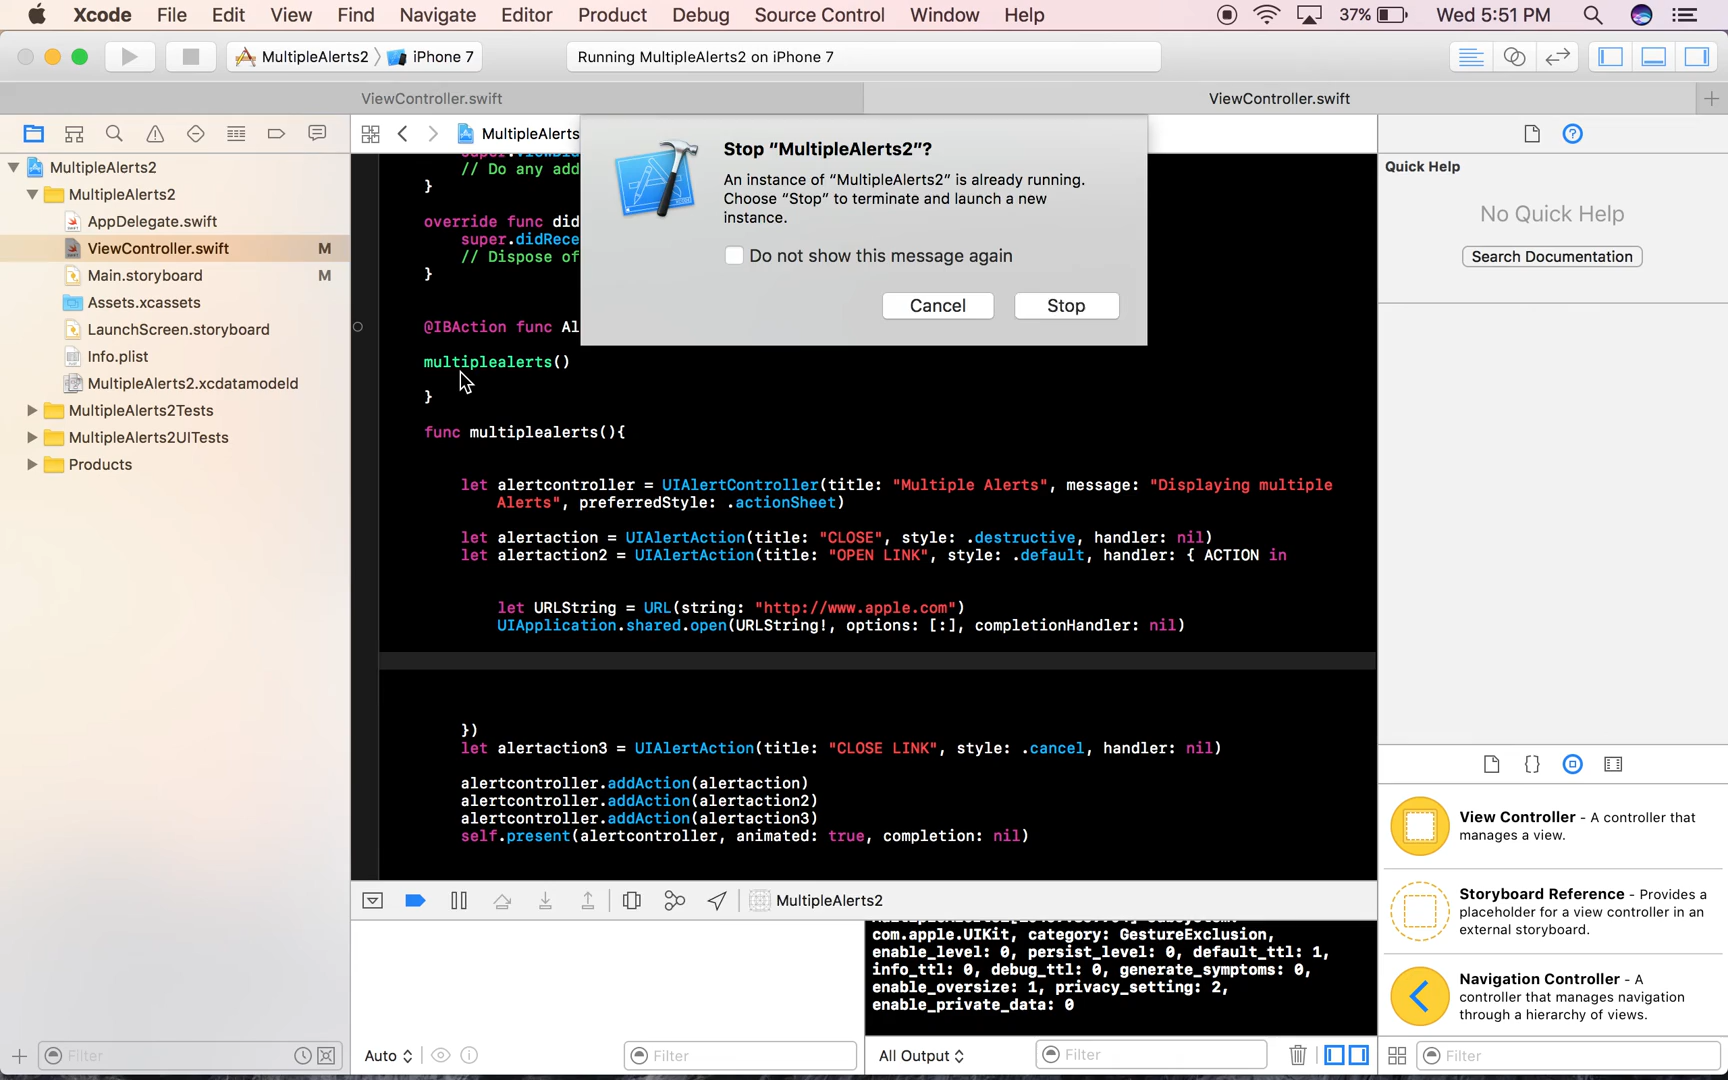 Xcode File Edit View Find Navigate Editor Product Debug Source Control Window Help 37% Wed 5:51 PM
MultipleAlerts2 iPhone 7 Running MultipleAlerts2 on iPhone 7
ViewController.swift ViewController.swift
MultipleAlerts
MultipleAlerts2
MultipleAlerts2
AppDelegate.swift
ViewController.swift M
Main.storyboard M
Assets.xcassets
LaunchScreen.storyboard
Info.plist
MultipleAlerts2.xcdatamodeld
MultipleAlerts2Tests
MultipleAlerts2UITests
Products
Filter
// Do any add
}
override func did
super.didRece
// Dispose of
}
@IBAction func Al
multiplealerts()
}
func multiplealerts(){
let alertcontroller = UIAlertController(title: "Multiple Alerts", message: "Displaying multiple
Alerts", preferredStyle: .actionSheet)
let alertaction = UIAlertAction(title: "CLOSE", style: .destructive, handler: nil)
let alertaction2 = UIAlertAction(title: "OPEN LINK", style: .default, handler: { ACTION in
let URLString = URL(string: "http://www.apple.com")
UIApplication.shared.open(URLString!, options: [:], completionHandler: nil)
})
let alertaction3 = UIAlertAction(title: "CLOSE LINK", style: .cancel, handler: nil)
alertcontroller.addAction(alertaction)
alertcontroller.addAction(alertaction2)
alertcontroller.addAction(alertaction3)
self.present(alertcontroller, animated: true, completion: nil)
Stop “MultipleAlerts2”?
An instance of “MultipleAlerts2” is already running.
Choose “Stop” to terminate and launch a new
instance.
Do not show this message again
Cancel Stop
MultipleAlerts2
com.apple.UIKit, category: GestureExclusion,
enable_level: 0, persist_level: 0, default_ttl: 1,
info_ttl: 0, debug_ttl: 0, generate_symptoms: 0,
enable_oversize: 1, privacy_setting: 2,
enable_private_data: 0
Auto Filter All Output Filter
Quick Help
No Quick Help
Search Documentation
View Controller - A controller that
manages a view.
Storyboard Reference - Provides a
placeholder for a view controller in an
external storyboard.
Navigation Controller - A
controller that manages navigation
through a hierarchy of views.
Filter